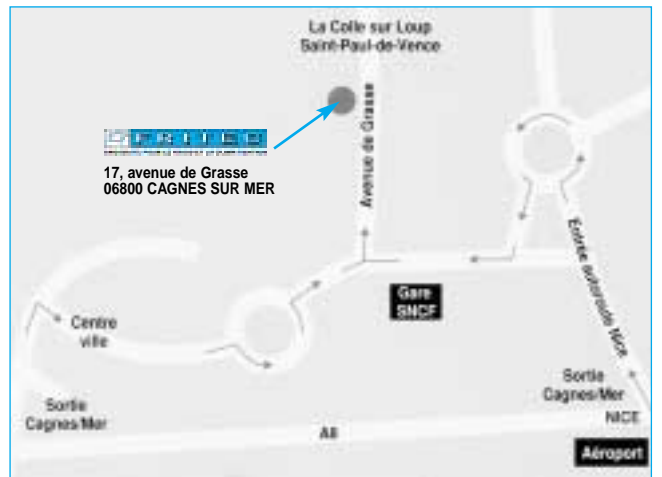 La Colle sur Loup
Saint-Paul-de-Vence
Avenue de Grasse
17, avenue de Grasse
06800 CAGNES SUR MER
Entrée autoroute Nice
Gare
SNCF
Centre
ville
Sortie
Cagnes/Mer
Sortie
Cagnes/Mer
NICE
A8
Aéroport